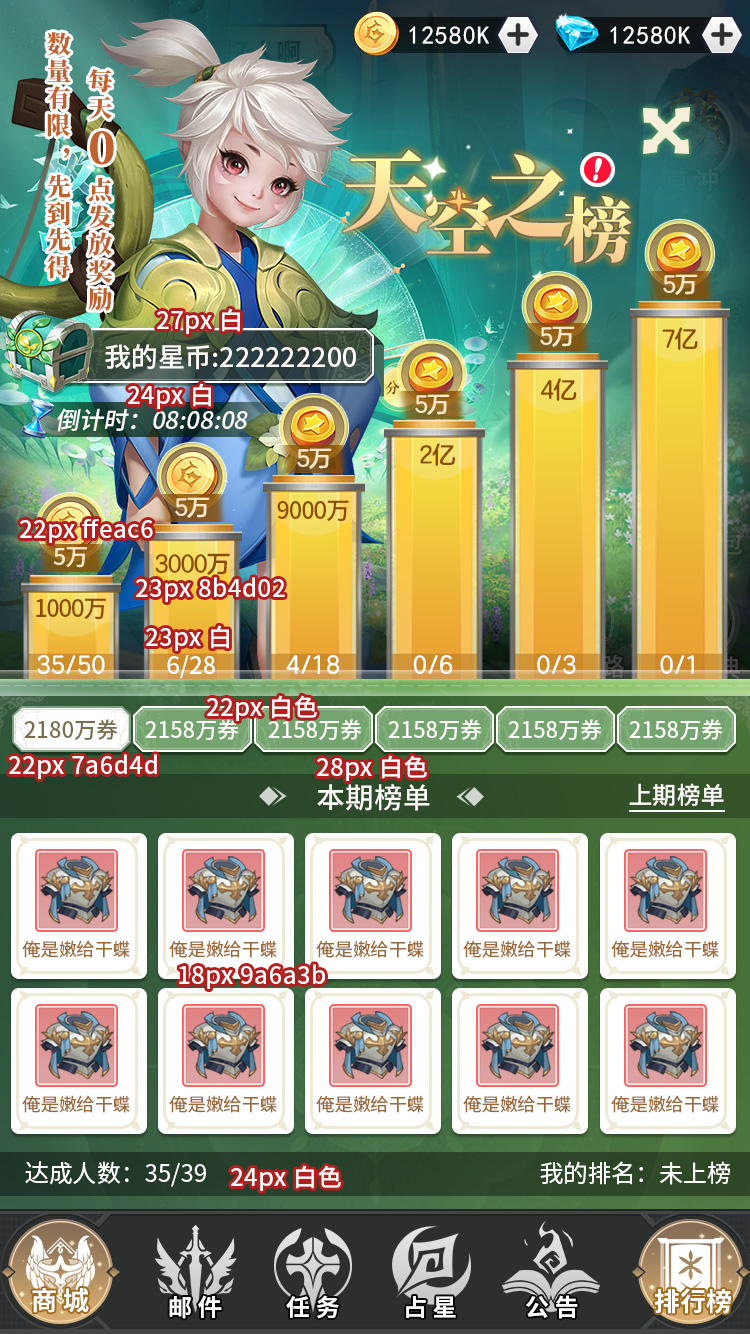 12580K
12580K
数量有限，先到先得
每天0点发放奖励
天空之榜
27px 白
我的星币:222222200
24px 白
倒计时：08:08:08
5万
7亿
0/1
5万
4亿
0/3
分
5万
2亿
0/6
5万
9000万
4/18
5万
3000万
23px 8b4d02
23px 白
6/28
22px ffeac6
5万
1000万
35/50
22px 白色
2180万券
2158万券
2158万券
2158万券
2158万券
2158万券
22px 7a6d4d
28px 白色
本期榜单
上期榜单
俺是嫩给干蝶
俺是嫩给干蝶
俺是嫩给干蝶
俺是嫩给干蝶
俺是嫩给干蝶
18px 9a6a3b
俺是嫩给干蝶
俺是嫩给干蝶
俺是嫩给干蝶
俺是嫩给干蝶
俺是嫩给干蝶
达成人数：35/39
24px 白色
我的排名：未上榜
商城
邮件
任务
占星
公告
排行榜